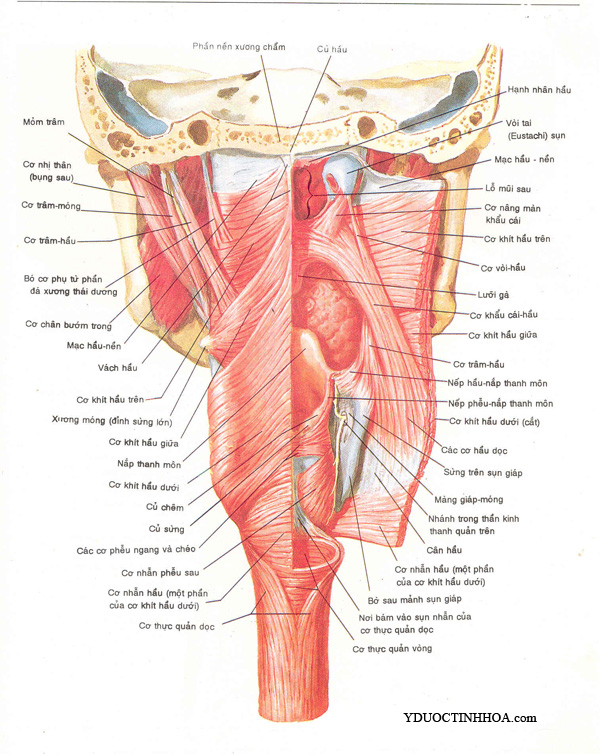 Phần nền xương chẩm
Củ hầu
Mỏm trâm
Cơ nhị thân
(bụng sau)
Cơ trâm-móng
Cơ trâm-hầu
Bó cơ phụ từ phần
đá xương thái dương
Cơ chân bướm trong
Mạc hầu-nền
Vách hầu
Cơ khít hầu trên
Xương móng (đỉnh sừng lớn)
Cơ khít hầu giữa
Nắp thanh môn
Cơ khít hầu dưới
Củ chêm
Củ sừng
Các cơ phễu ngang và chéo
Cơ nhẫn phễu sau
Cơ nhẫn hầu (một phần
của cơ khít hầu dưới)
Cơ thực quản dọc
Hạnh nhân hầu
Vòi tai
(Eustachi) sụn
Mạc hầu - nền
Lỗ mũi sau
Cơ nâng màn
khẩu cái
Cơ khít hầu trên
Cơ vòi-hầu
Lưỡi gà
Cơ khẩu cái-hầu
Cơ khít hầu giữa
Cơ trâm-hầu
Nếp hầu-nắp thanh môn
Nếp phễu-nắp thanh môn
Cơ khít hầu dưới (cắt)
Các cơ hầu dọc
Sừng trên sụn giáp
Màng giáp-móng
Nhánh trong thần kinh
thanh quản trên
Cân hầu
Cơ nhẫn hầu (một phần
của cơ khít hầu dưới)
Bờ sau mảnh sụn giáp
Nơi bám vào sụn nhẫn của
cơ thực quản dọc
Cơ thực quản vòng
YDUOCTINHHOA.com